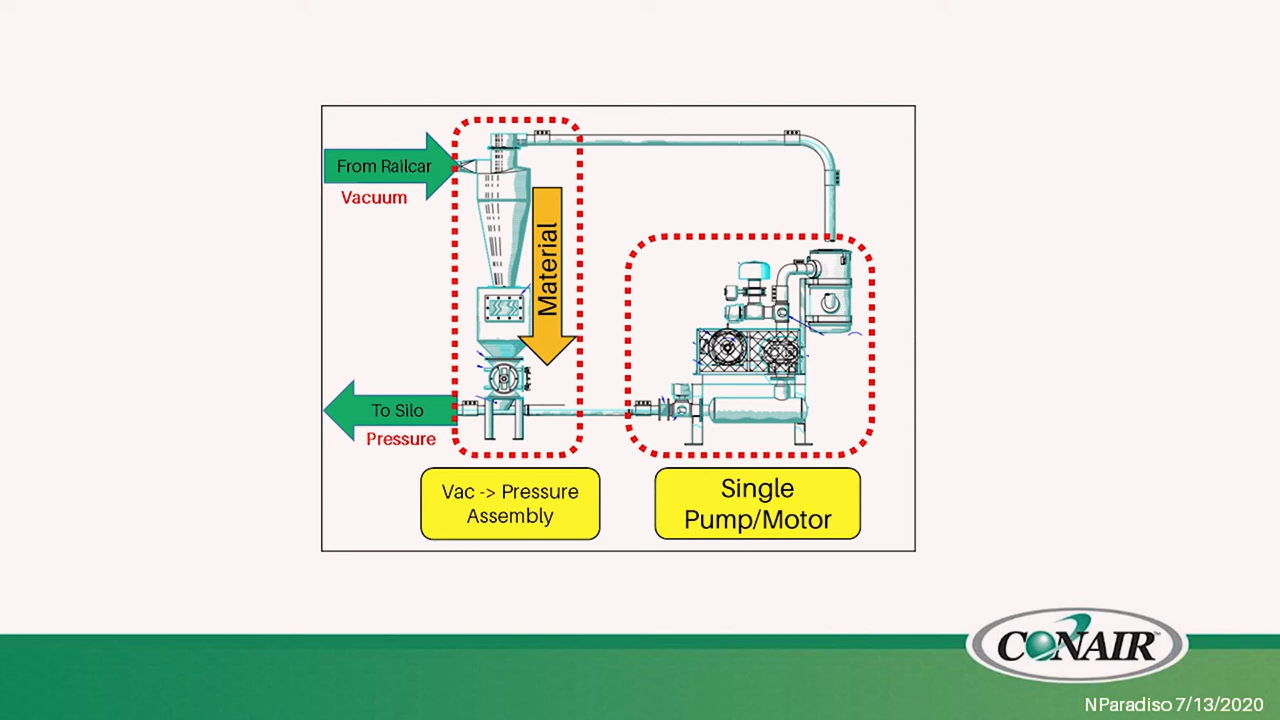 From Railcar
Vacuum
Material
To Silo
Pressure
Vac -> Pressure
Assembly
Single
Pump/Motor
CONAIR
NParadiso 7/13/2020